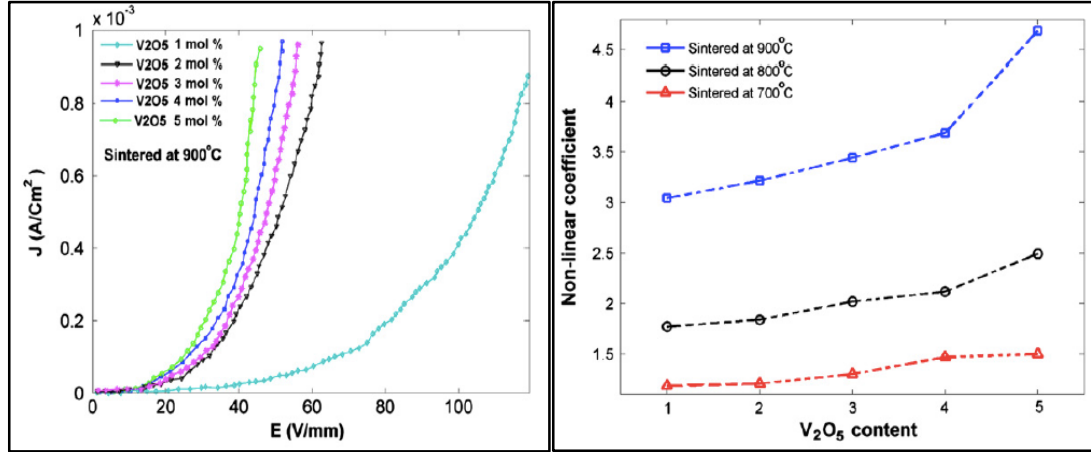 x 10⁻³
1
0.8
0.6
0.4
0.2
0
J (A/Cm²)
V2O5 1 mol %
V2O5 2 mol %
V2O5 3 mol %
V2O5 4 mol %
V2O5 5 mol %
Sintered at 900°C
0 20 40 60 80 100
E (V/mm)
4.5
4
3.5
3
2.5
2
1.5
Non-linear coefficient
Sintered at 900°C
Sintered at 800°C
Sintered at 700°C
1 2 3 4 5
V₂O₅ content